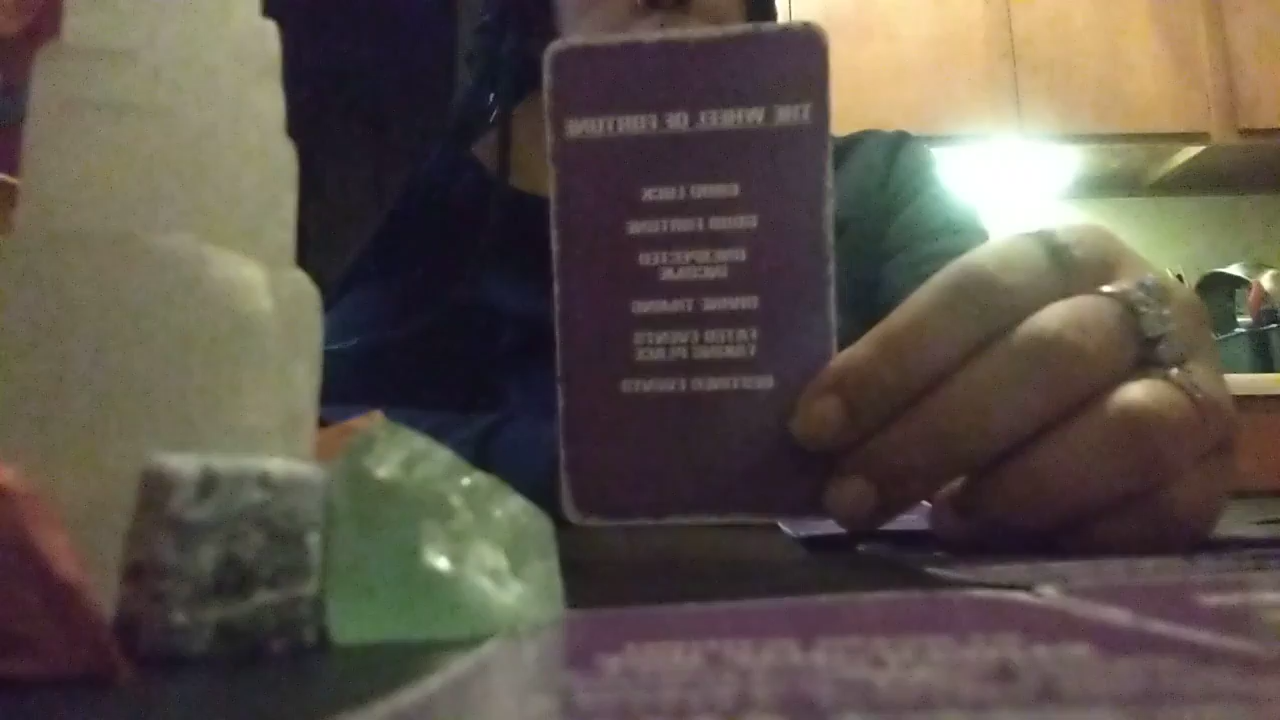 THE WHEEL OF FORTUNE
GOOD LUCK
GOOD FORTUNE
UNEXPECTED
INCOME
DIVINE TIMING
FATED EVENTS
TAKING PLACE
DESTINED EVENTS